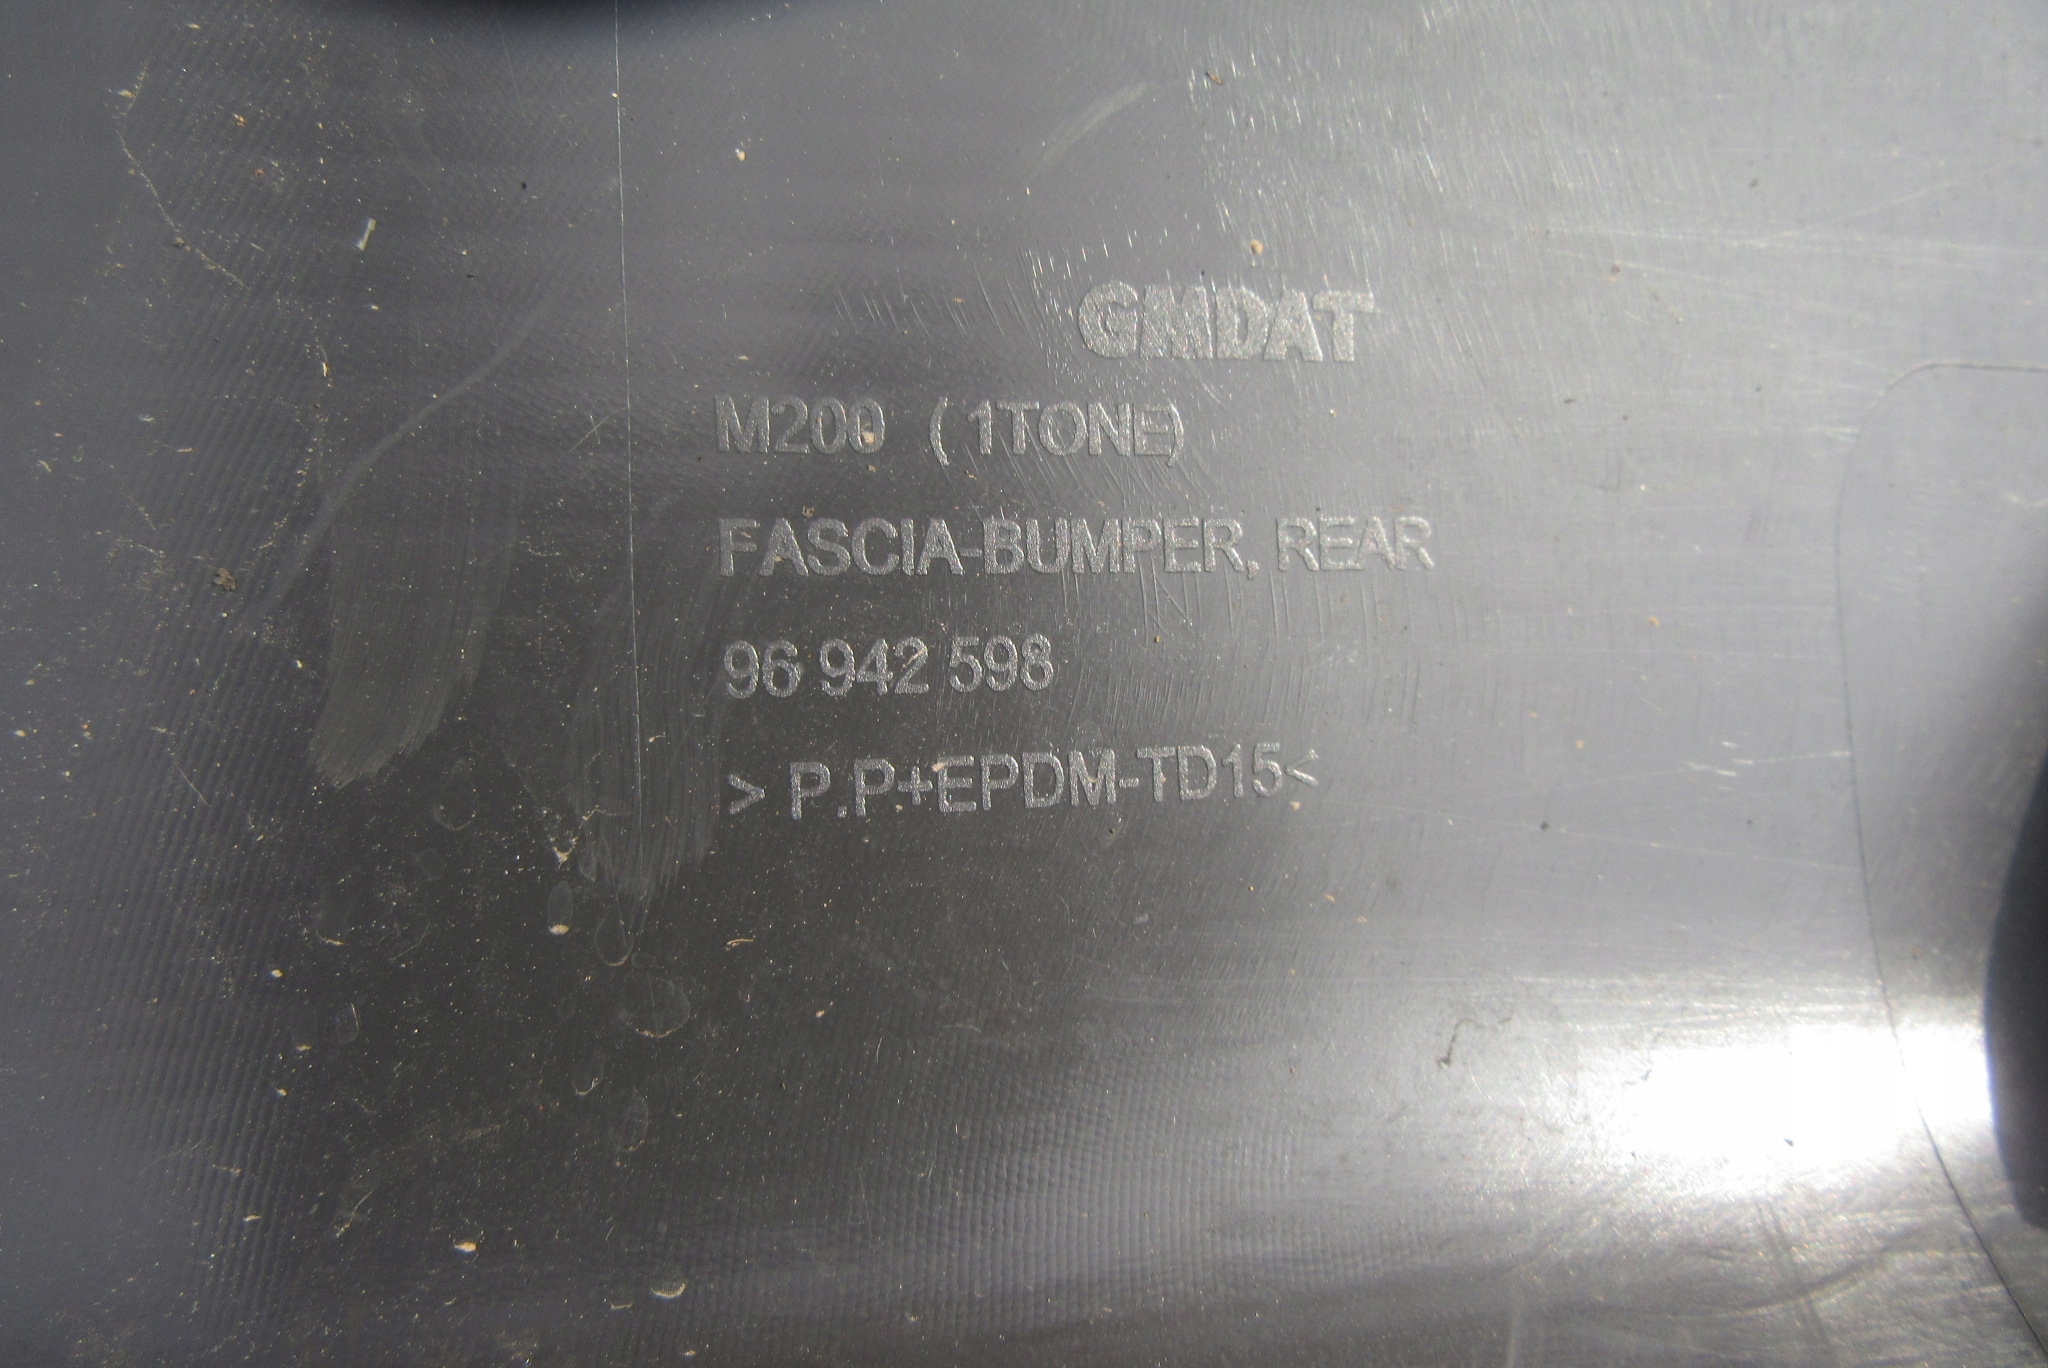 GMDAT
M200 (1TONE)
FASCIA-BUMPER, REAR
96 942 598
> P.P+EPDM-TD15<